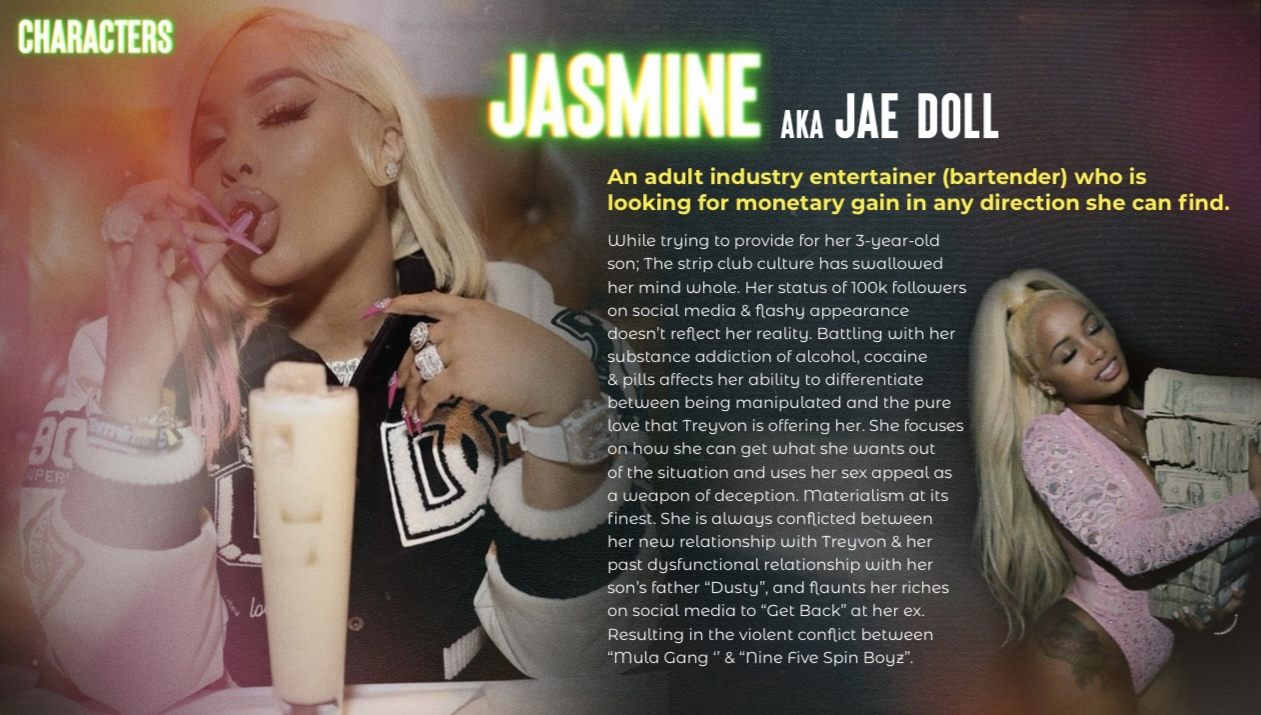 CHARACTERS
JASMINE AKA JAE DOLL
An adult industry entertainer (bartender) who is
looking for monetary gain in any direction she can find.
While trying to provide for her 3-year-old
son; The strip club culture has swallowed
her mind whole. Her status of 100k followers
on social media & flashy appearance
doesn't reflect her reality. Battling with her
substance addiction of alcohol, cocaine
& pills affects her ability to differentiate
between being manipulated and the pure
love that Treyvon is offering her. She focuses
on how she can get what she wants out
of the situation and uses her sex appeal as
a weapon of deception. Materialism at its
finest. She is always conflicted between
her new relationship with Treyvon & her
past dysfunctional relationship with her
son's father “Dusty”, and flaunts her riches
on social media to “Get Back” at her ex.
Resulting in the violent conflict between
“Mula Gang ‘’ & “Nine Five Spin Boyz”.
90
SUPER
DG
lo